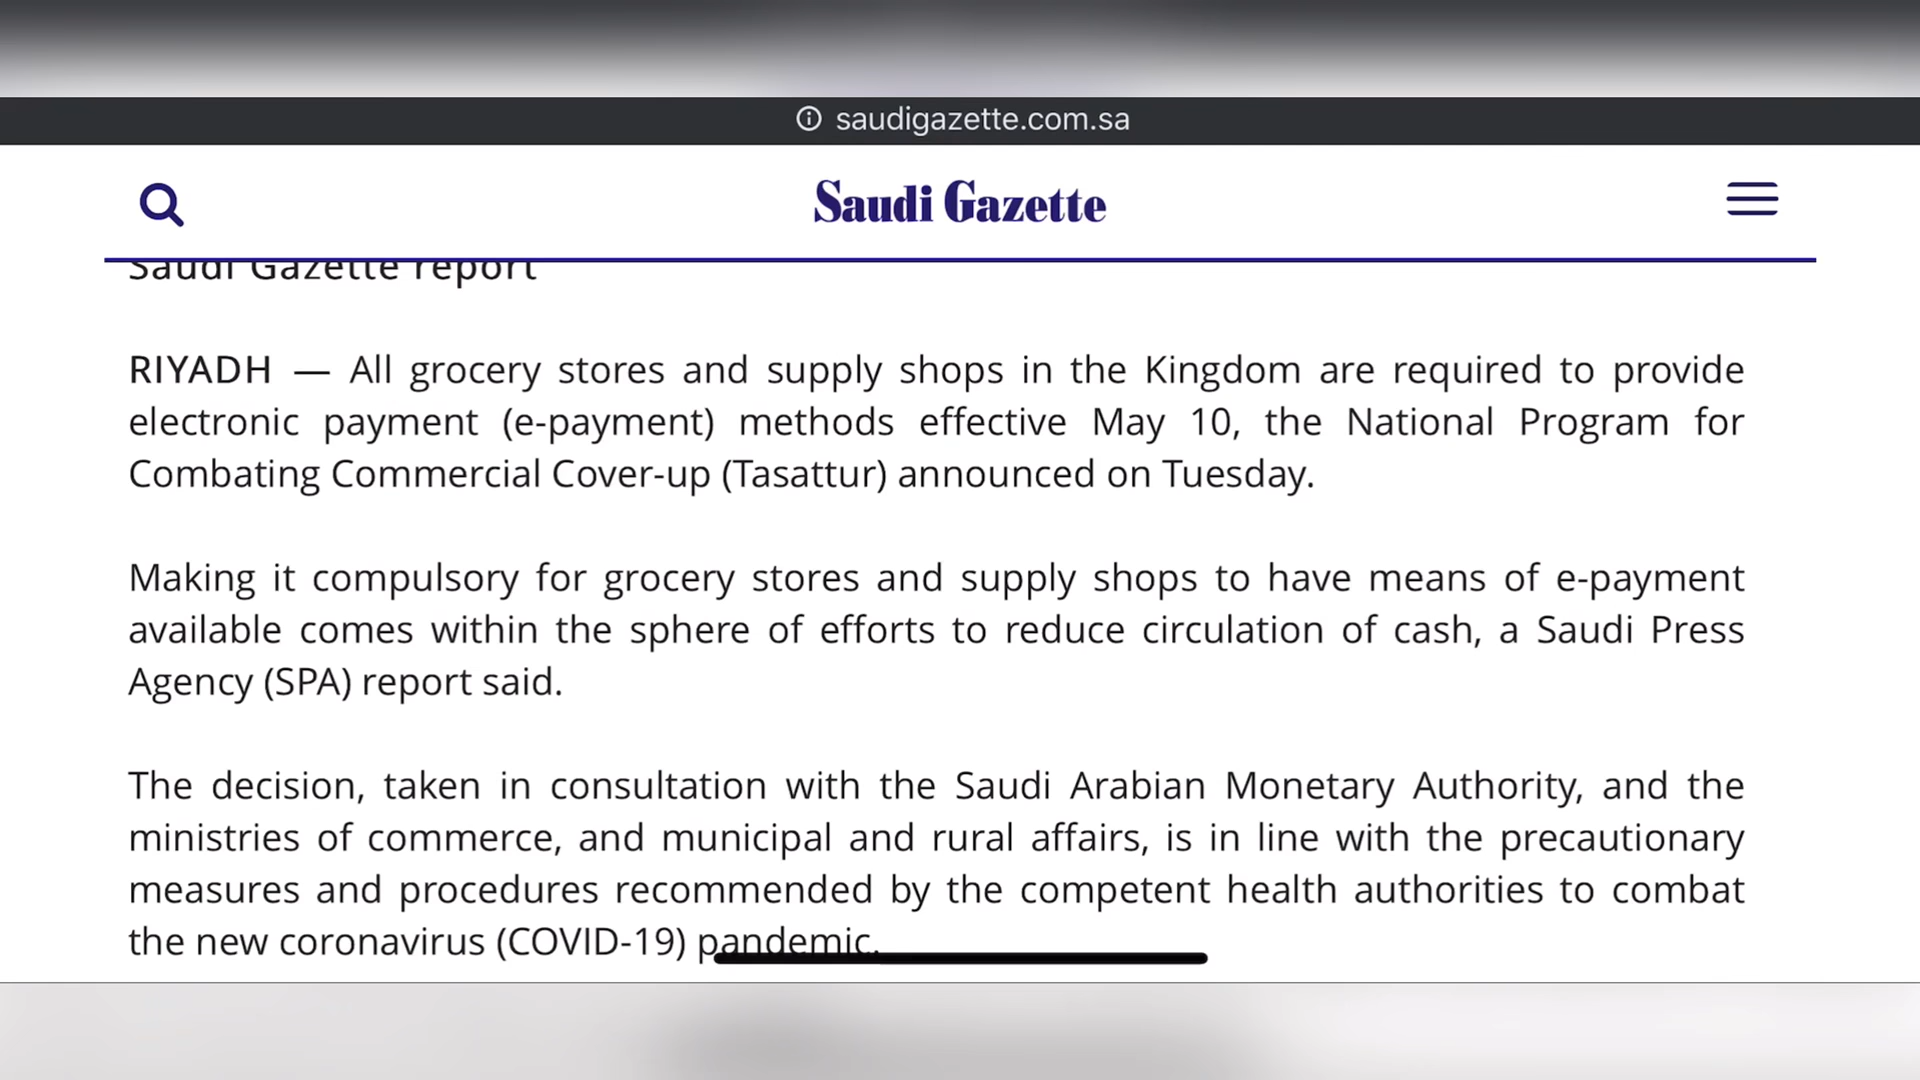 saudigazette.com.sa
Saudi Gazette
Saudi Gazette report
RIYADH — All grocery stores and supply shops in the Kingdom are required to provide
electronic payment (e-payment) methods effective May 10, the National Program for
Combating Commercial Cover-up (Tasattur) announced on Tuesday.
Making it compulsory for grocery stores and supply shops to have means of e-payment
available comes within the sphere of efforts to reduce circulation of cash, a Saudi Press
Agency (SPA) report said.
The decision, taken in consultation with the Saudi Arabian Monetary Authority, and the
ministries of commerce, and municipal and rural affairs, is in line with the precautionary
measures and procedures recommended by the competent health authorities to combat
the new coronavirus (COVID-19) pandemic.